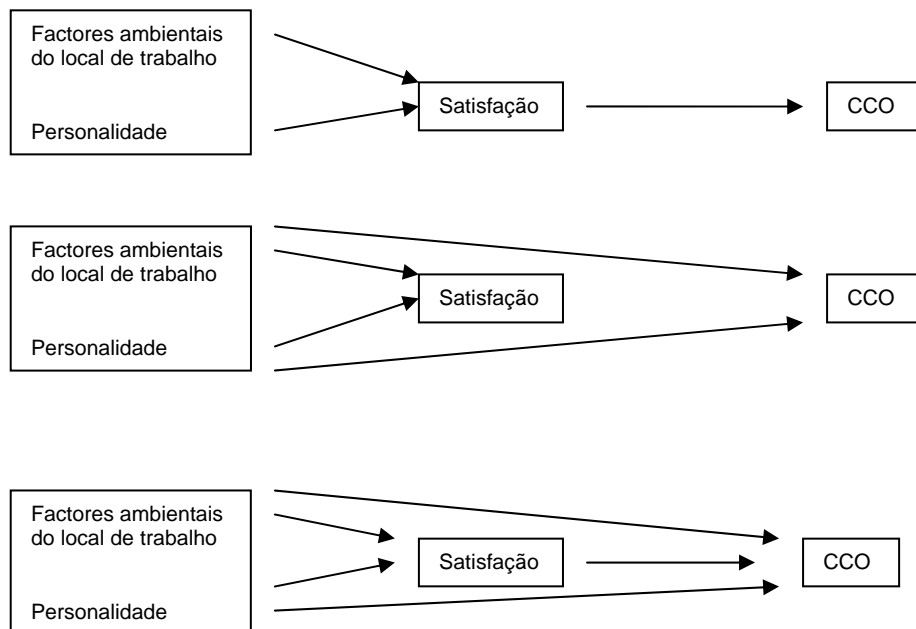 Factores ambientais
do local de trabalho
Personalidade
Satisfação
CCO
Factores ambientais
do local de trabalho
Personalidade
Satisfação
CCO
Factores ambientais
do local de trabalho
Personalidade
Satisfação
CCO